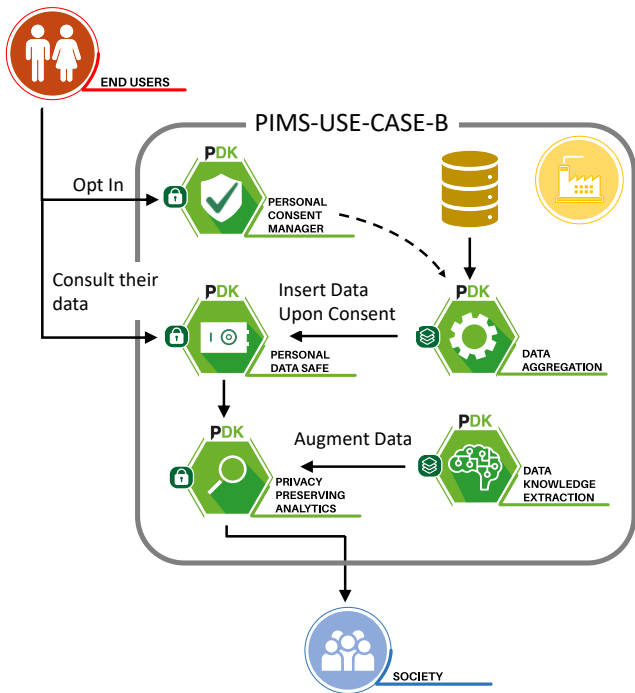 END USERS
PIMS-USE-CASE-B
PDK
Opt In
PERSONAL
CONSENT
MANAGER
Consult their
data
Insert Data
Upon Consent
PDK
PERSONAL
DATA SAFE
PDK
DATA
AGGREGATION
PDK
Augment Data
PRIVACY
PRESERVING
ANALYTICS
PDK
DATA
KNOWLEDGE
EXTRACTION
SOCIETY